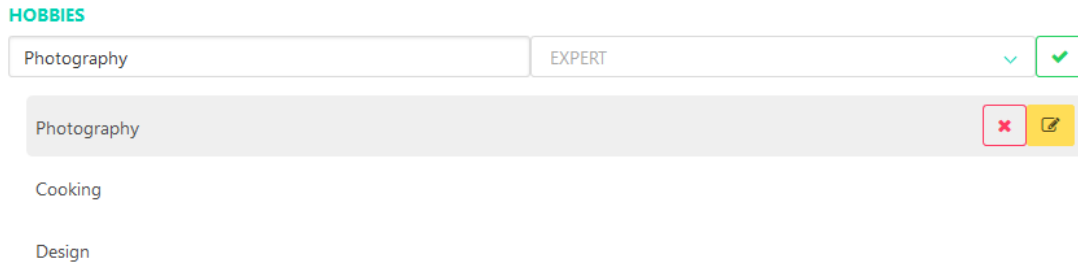 HOBBIES
Photography EXPERT
Photography
Cooking
Design